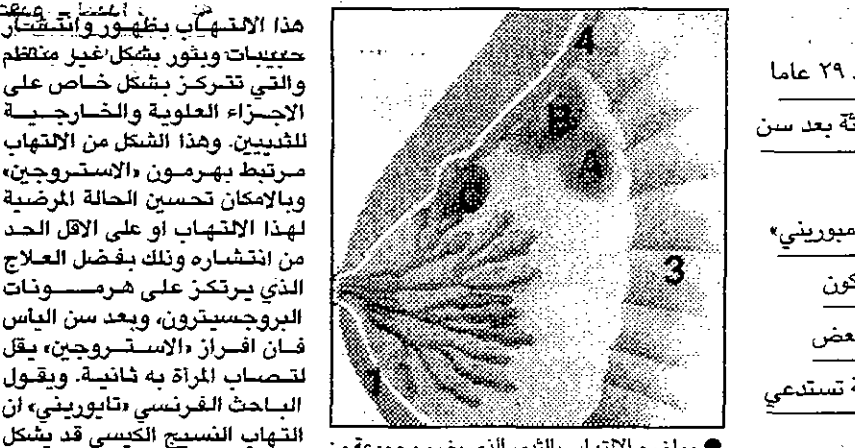 هذا الالتهاب بظهور وانتشار
حبيبات وبثور بشكل غير منتظم
والتي تتركز بشكل خاص على
الاجزاء العلوية والخارجية
للثديين. وهذا الشكل من الالتهاب
مرتبط بهرمون «الاستروجين»
وبالامكان تحسين الحالة المرضية
لهذا الالتهاب او على الاقل الحد
من انتشاره وذلك بفضل العلاج
الذي يرتكز على هرمونات
البروجسيترون، وبعد سن الياس
فان افراز «الاستروجين» يقل
لتصاب المرأة به ثانية. ويقول
الباحث الفرنسي «تابوريني» ان
التهاب النسيج الكيسي قد يشكل
4
B
A
C
3
1
٢٩ عاما
ثة بعد سن
مبوريني»
كون
عض
ة تستدعي